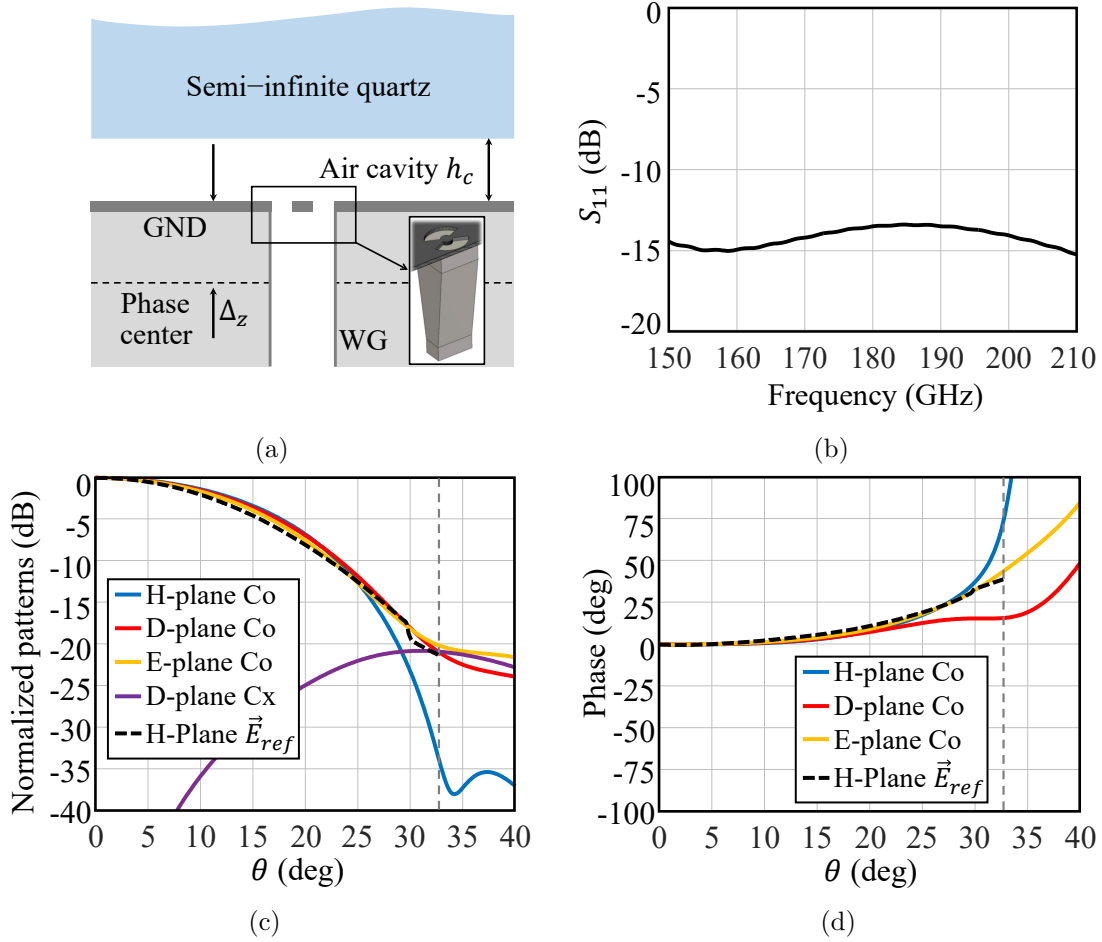 Semi−infinite quartz
Air cavity h_c
GND
Phase
center
Δ_z
WG
(a)
0
-5
-10
-15
-20
S_11 (dB)
150 160 170 180 190 200 210
Frequency (GHz)
(b)
0
-5
-10
-15
-20
-25
-30
-35
-40
Normalized patterns (dB)
H-plane Co
D-plane Co
E-plane Co
D-plane Cx
H-Plane E⃗_ref
0 5 10 15 20 25 30 35 40
θ (deg)
(c)
100
75
50
25
0
-25
-50
-75
-100
Phase (deg)
H-plane Co
D-plane Co
E-plane Co
H-Plane E⃗_ref
0 5 10 15 20 25 30 35 40
θ (deg)
(d)